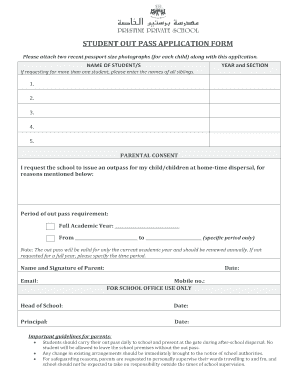 مدرسة برستين الخاصة
PRISTINE PRIVATE SCHOOL
STUDENT OUT PASS APPLICATION FORM
Please attach two recent passport size photographs (for each child) along with this application.
NAME OF STUDENT/S YEAR and SECTION
If requesting for more than one student, please enter the names of all siblings
1.
2.
3.
4.
5.
PARENTAL CONSENT
I request the school to issue an outpass for my child/children at home-time dispersal, for
reasons mentioned below:
Period of out pass requirement:
Full Academic Year: ____________________
From ____________________ to ____________________ (specific period only)
Note: The out pass will be valid for only the current academic year and should be renewed annually. If not
requested for a full year, please specify the time period.
Name and Signature of Parent: Date:
Email: Mobile no.:
FOR SCHOOL OFFICE USE ONLY
Head of School: Date:
Principal: Date:
Important guidelines for parents:
• Students should carry their out pass daily to school and present at the gate during after-school dispersal. No
student will be allowed to leave the school premises without the out pass.
• Any change in existing arrangements should be immediately brought to the notice of school authorities.
• For safeguarding reasons, parents are requested to personally supervise their wards travelling to and fro, and
school should not be expected to take on responsibility outside the times of school supervision.